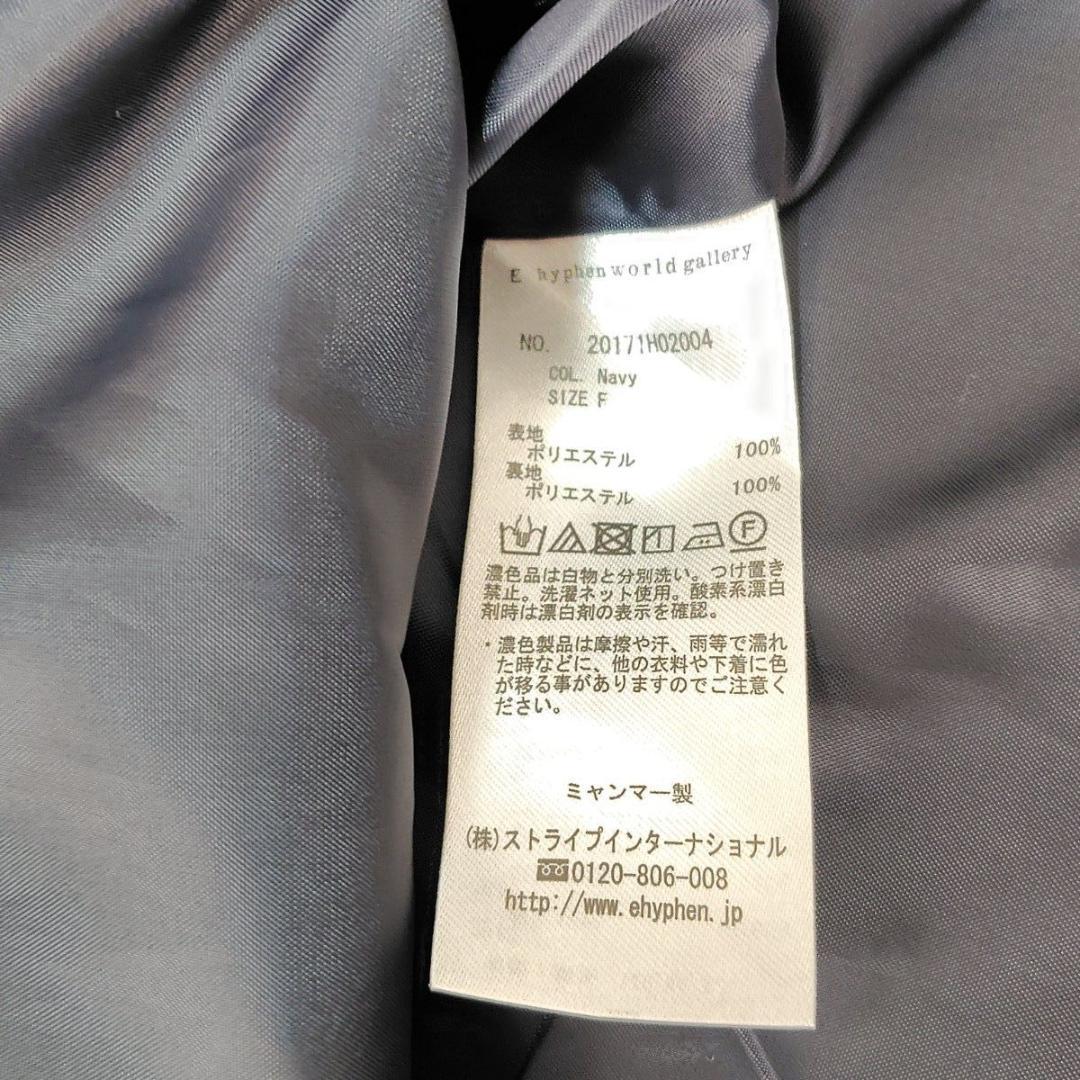 E hyphen world gallery
NO. 20171H02004
COL. Navy
SIZE F
表地
ポリエステル 100%
裏地
ポリエステル 100%
F
濃色品は白物と分別洗い。つけ置き
禁止。洗濯ネット使用。酸素系漂白
剤時は漂白剤の表示を確認。
・濃色製品は摩擦や汗、雨等で濡れ
た時などに、他の衣料や下着に色
が移る事がありますのでご注意く
ださい。
ミャンマー製
(株)ストライプインターナショナル
0120-806-008
http://www.ehyphen.jp